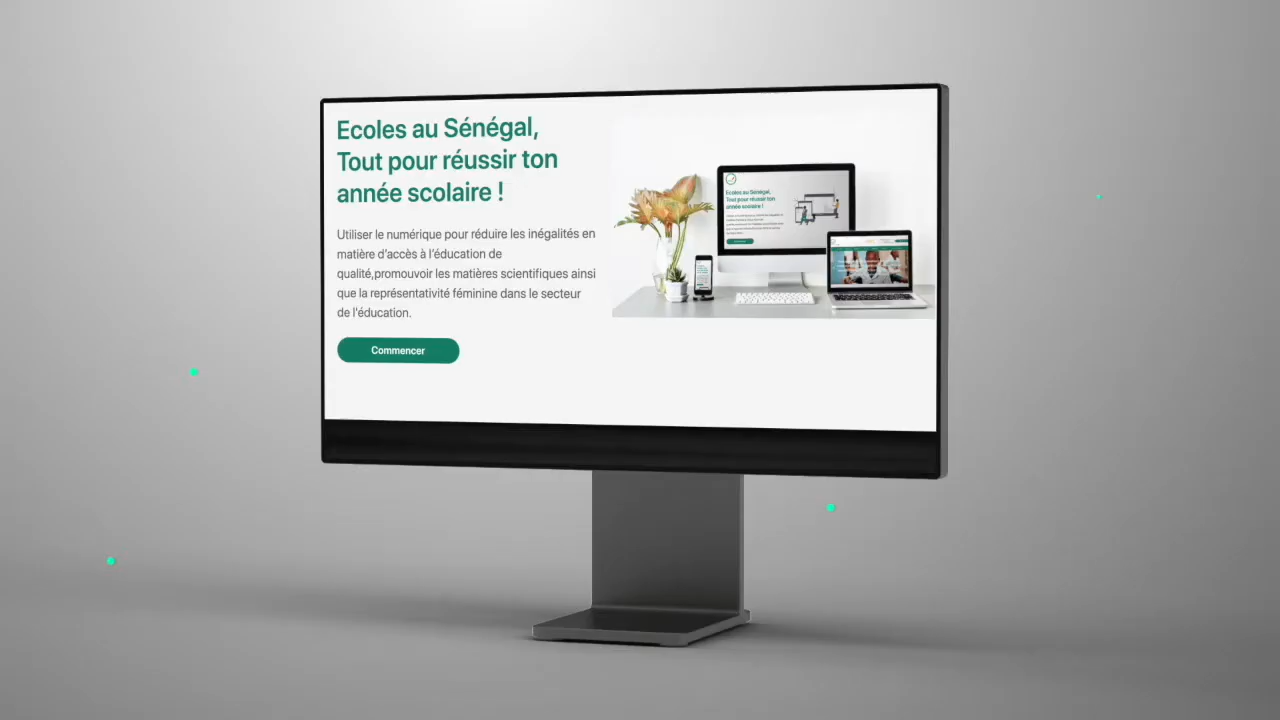 Ecoles au Sénégal,
Tout pour réussir ton
année scolaire !
Utiliser le numérique pour réduire les inégalités en
matière d'accès à l'éducation de
qualité,promouvoir les matières scientifiques ainsi
que la représentativité féminine dans le secteur
de l'éducation.
Commencer
Ecoles au Sénégal,
Tout pour réussir ton
année scolaire !